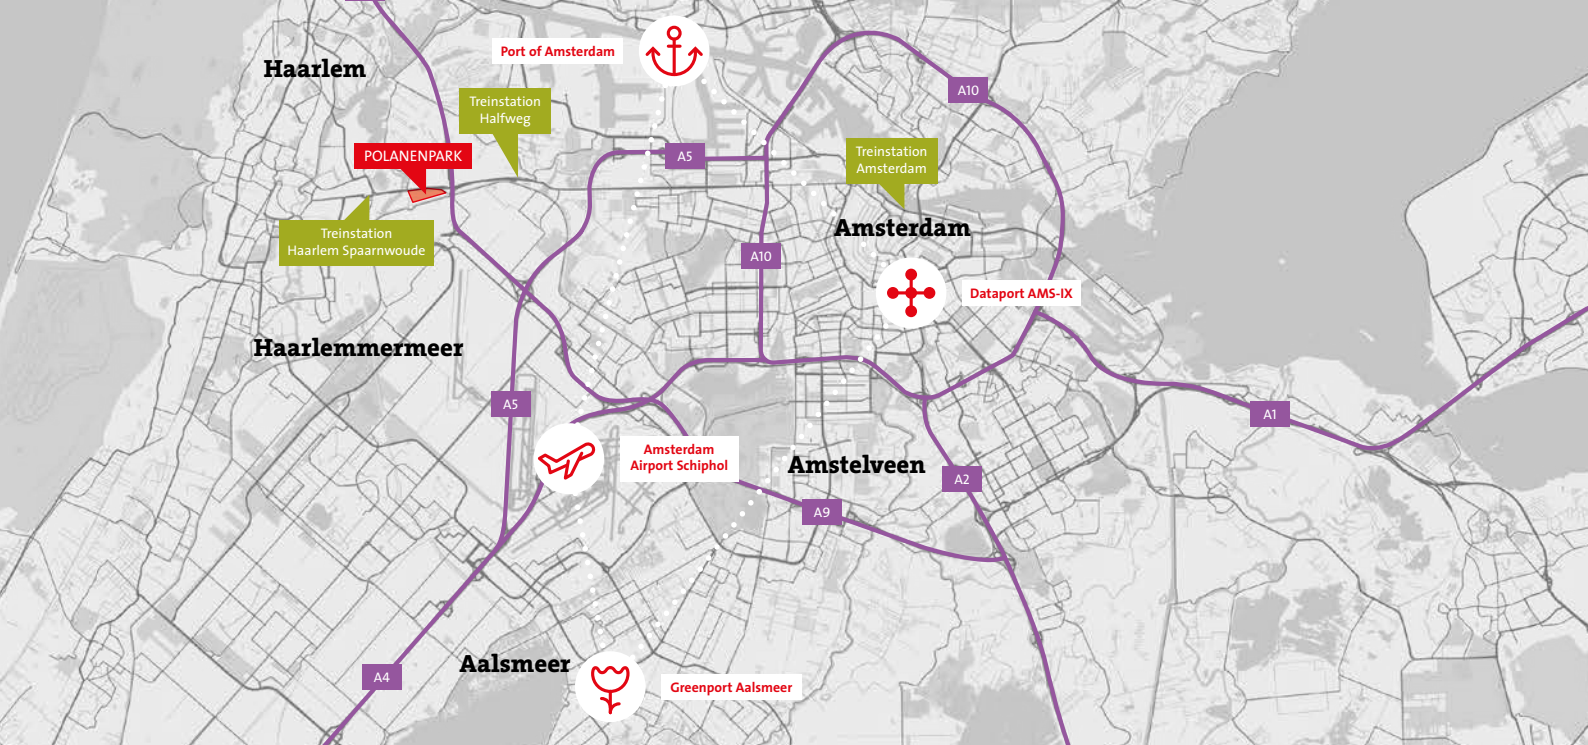 Port of Amsterdam
Haarlem
A10
Treinstation
Halfweg
POLANENPARK
A5
Treinstation
Amsterdam
Treinstation
Haarlem Spaarnwoude
Amsterdam
A10
Dataport AMS-IX
Haarlemmermeer
A5
A1
Amsterdam
Airport Schiphol
Amstelveen
A2
A9
Aalsmeer
A4
Greenport Aalsmeer